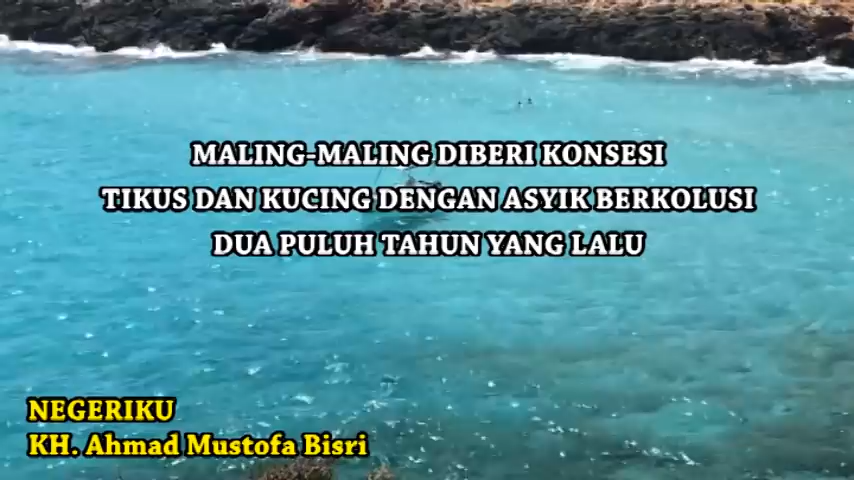 MALING-MALING DIBERI KONSESI
TIKUS DAN KUCING DENGAN ASYIK BERKOLUSI
DUA PULUH TAHUN YANG LALU
NEGERIKU
KH. Ahmad Mustofa Bisri